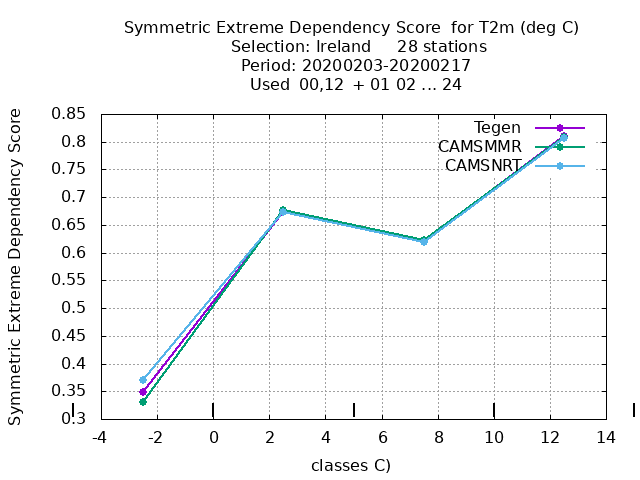 Symmetric Extreme Dependency Score  for T2m (deg C)
Selection: Ireland     28 stations
Period: 20200203-20200217
Used  00,12  + 01 02 ... 24
Symmetric Extreme Dependency Score
0.85
0.8
0.75
0.7
0.65
0.6
0.55
0.5
0.45
0.4
0.35
0.3
Tegen
CAMSMMR
CAMSNRT
-4 -2 0 2 4 6 8 10 12 14
classes C)